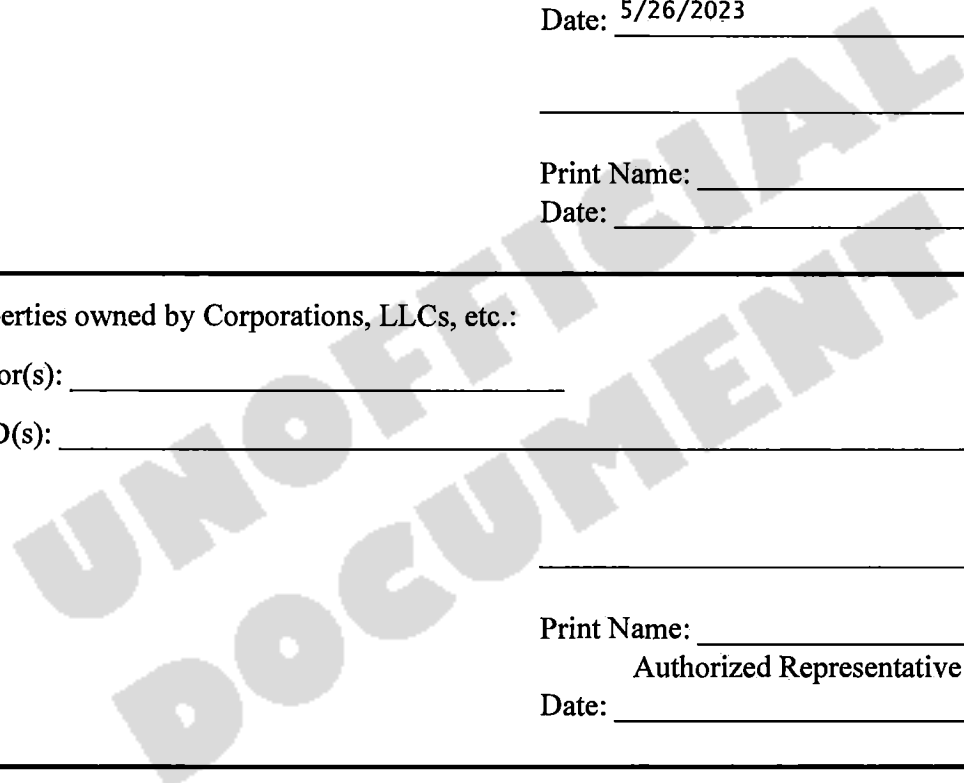 Date: 5/26/2023
Print Name:
Date:
erties owned by Corporations, LLCs, etc.:
or(s):
(s):
Print Name:
Authorized Representative
Date:
UNOFFICIAL
DOCUMENT